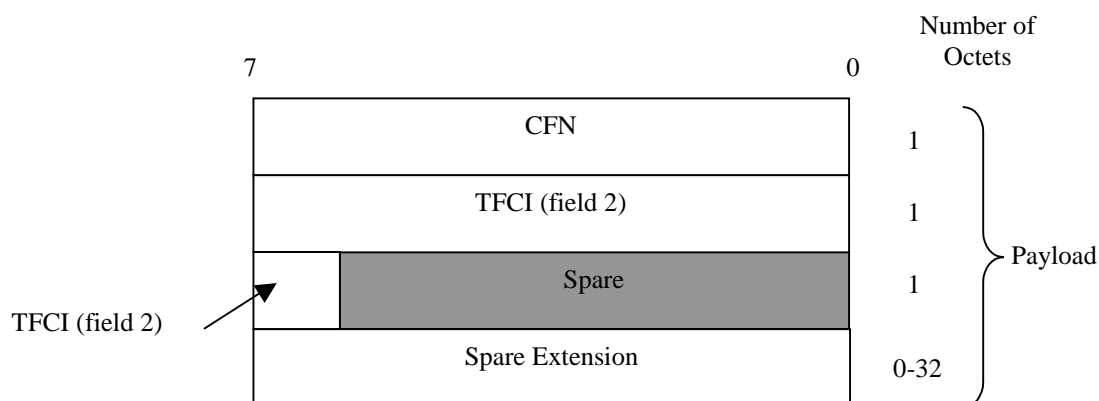 Number of
Octets
7
0
CFN
1
TFCI (field 2)
1
Spare
1
Payload
TFCI (field 2)
Spare Extension
0-32